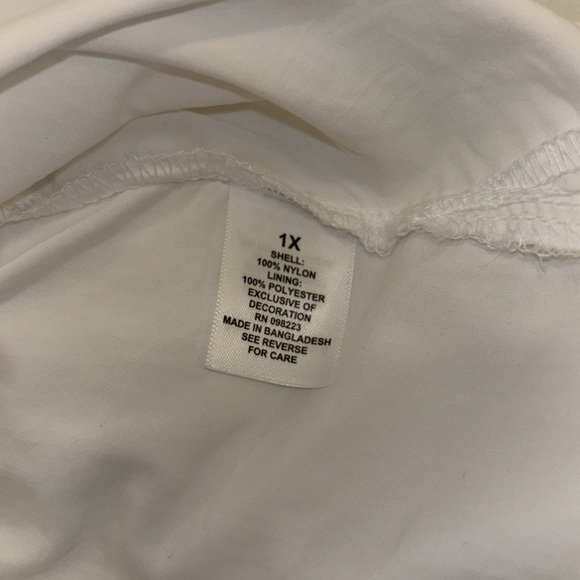 1X
SHELL:
100% NYLON
LINING:
100% POLYESTER
EXCLUSIVE OF
DECORATION
RN 098223
MADE IN BANGLADESH
SEE REVERSE
FOR CARE